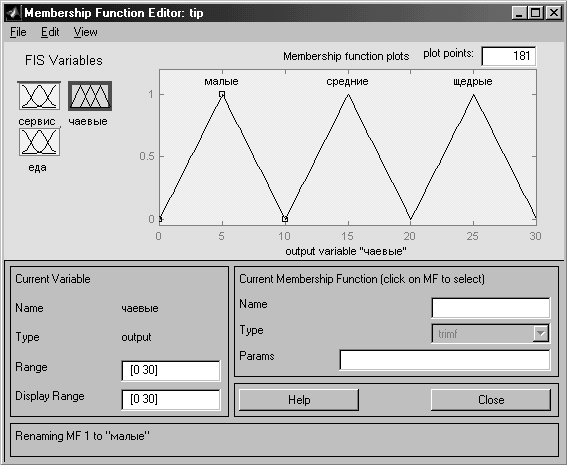 Membership Function Editor: tip
File Edit View
FIS Variables
Membership function plots plot points: 181
сервис чаевые
еда
малые средние щедрые
1
0.5
0
0 5 10 15 20 25 30
output variable "чаевые"
Current Variable
Name чаевые
Type output
Range [0 30]
Display Range [0 30]
Current Membership Function (click on MF to select)
Name
Type trimf
Params
Help Close
Renaming MF 1 to "малые"